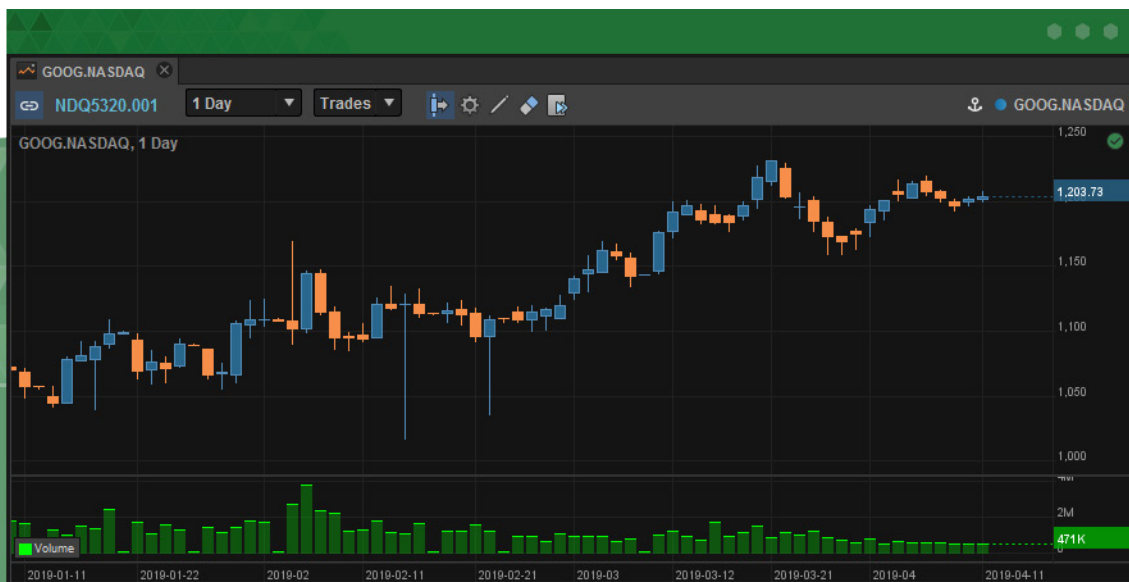 GOOG.NASDAQ
NDQ5320.001 1 Day Trades GOOG.NASDAQ
GOOG.NASDAQ, 1 Day
1,250
1,203.73
1,150
1,100
1,050
1,000
2M
471K
0
Volume
2019-01-11 2019-01-22 2019-02 2019-02-11 2019-02-21 2019-03 2019-03-12 2019-03-21 2019-04 2019-04-11